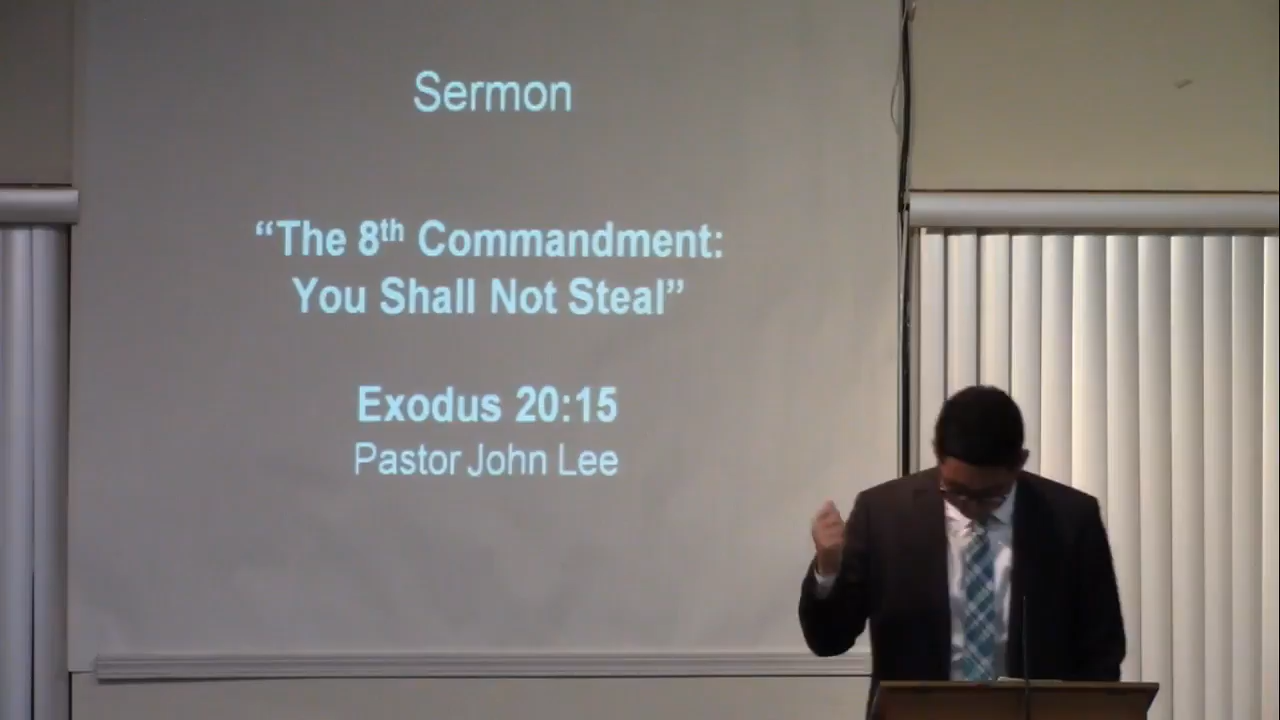 Sermon
“The 8th Commandment:
You Shall Not Steal”
Exodus 20:15
Pastor John Lee